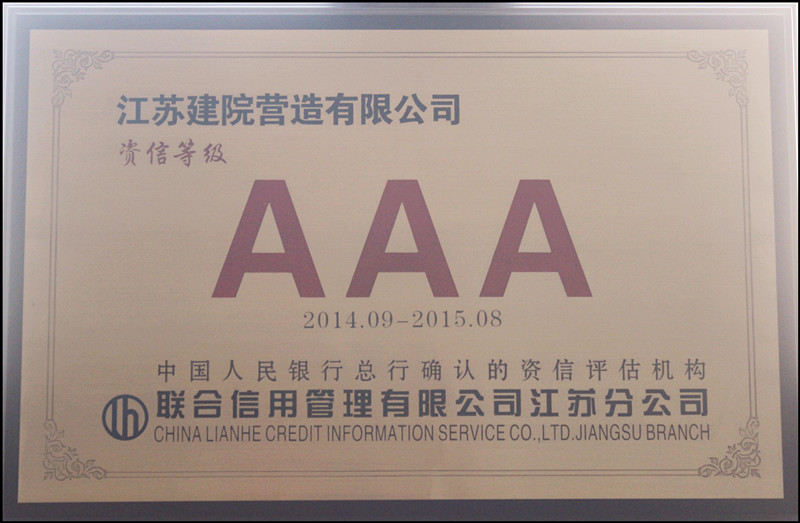 江苏建院营造有限公司
资信等级
AAA
2014.09-2015.08
中国人民银行总行确认的资信评估机构
联合信用管理有限公司江苏分公司
CHINA LIANHE CREDIT INFORMATION SERVICE CO.,LTD.JIANGSU BRANCH